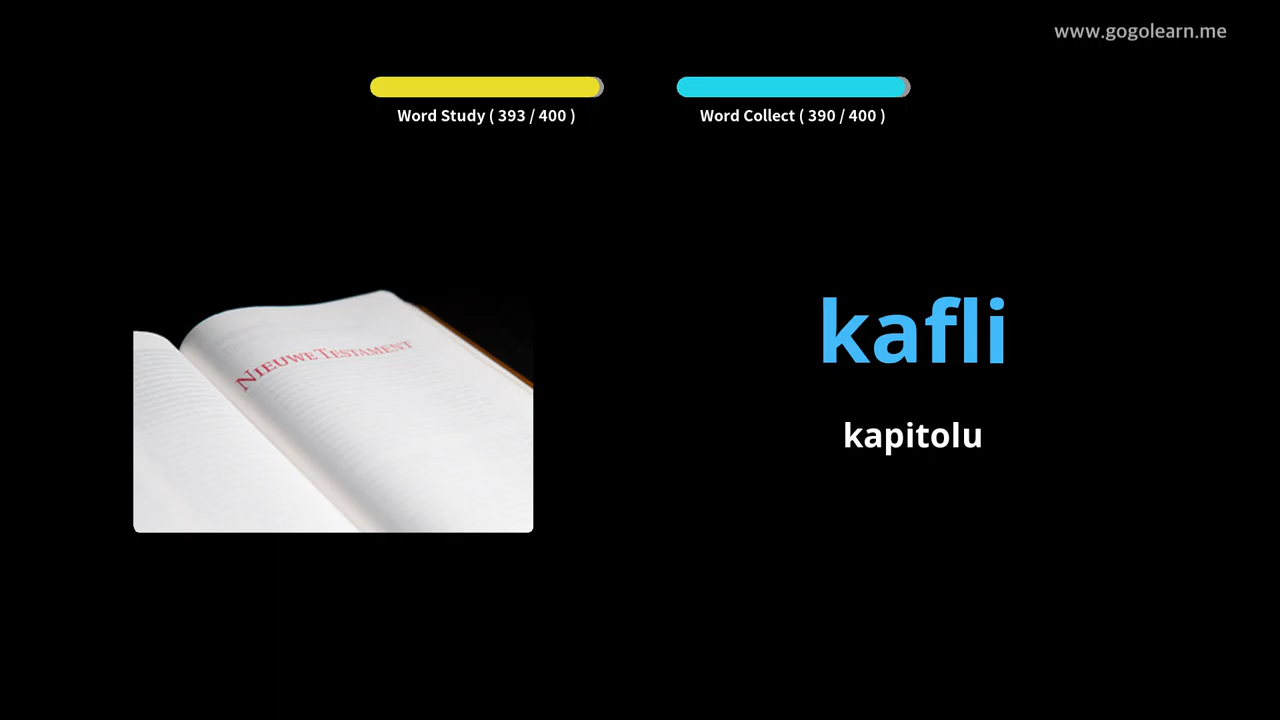 www.gogolearn.me
Word Study ( 393 / 400 )
Word Collect ( 390 / 400 )
NIEUWE TESTAMENT
kafli
kapitolu